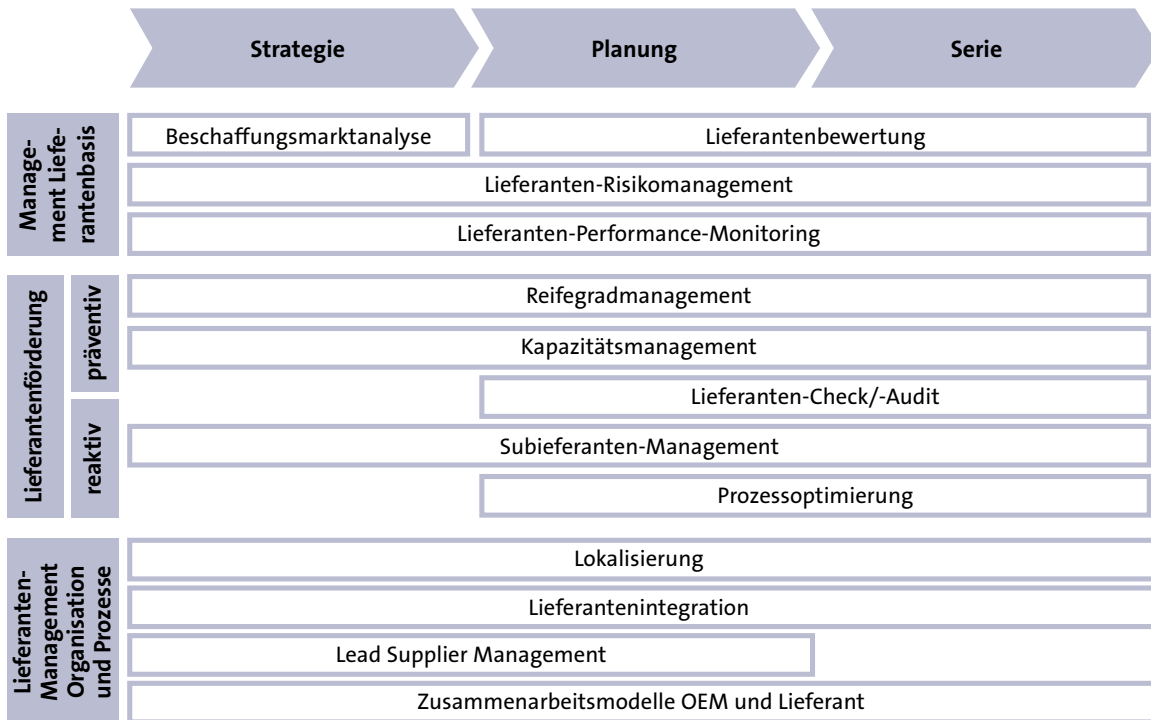 Strategie
Planung
Serie
Manage-
ment Liefe-
rantenbasis
Beschaffungsmarktanalyse
Lieferantenbewertung
Lieferanten-Risikomanagement
Lieferanten-Performance-Monitoring
Lieferantenförderung
präventiv
reaktiv
Reifegradmanagement
Kapazitätsmanagement
Lieferanten-Check/-Audit
Subieferanten-Management
Prozessoptimierung
Lieferanten-
Management
Organisation
und Prozesse
Lokalisierung
Lieferantenintegration
Lead Supplier Management
Zusammenarbeitsmodelle OEM und Lieferant